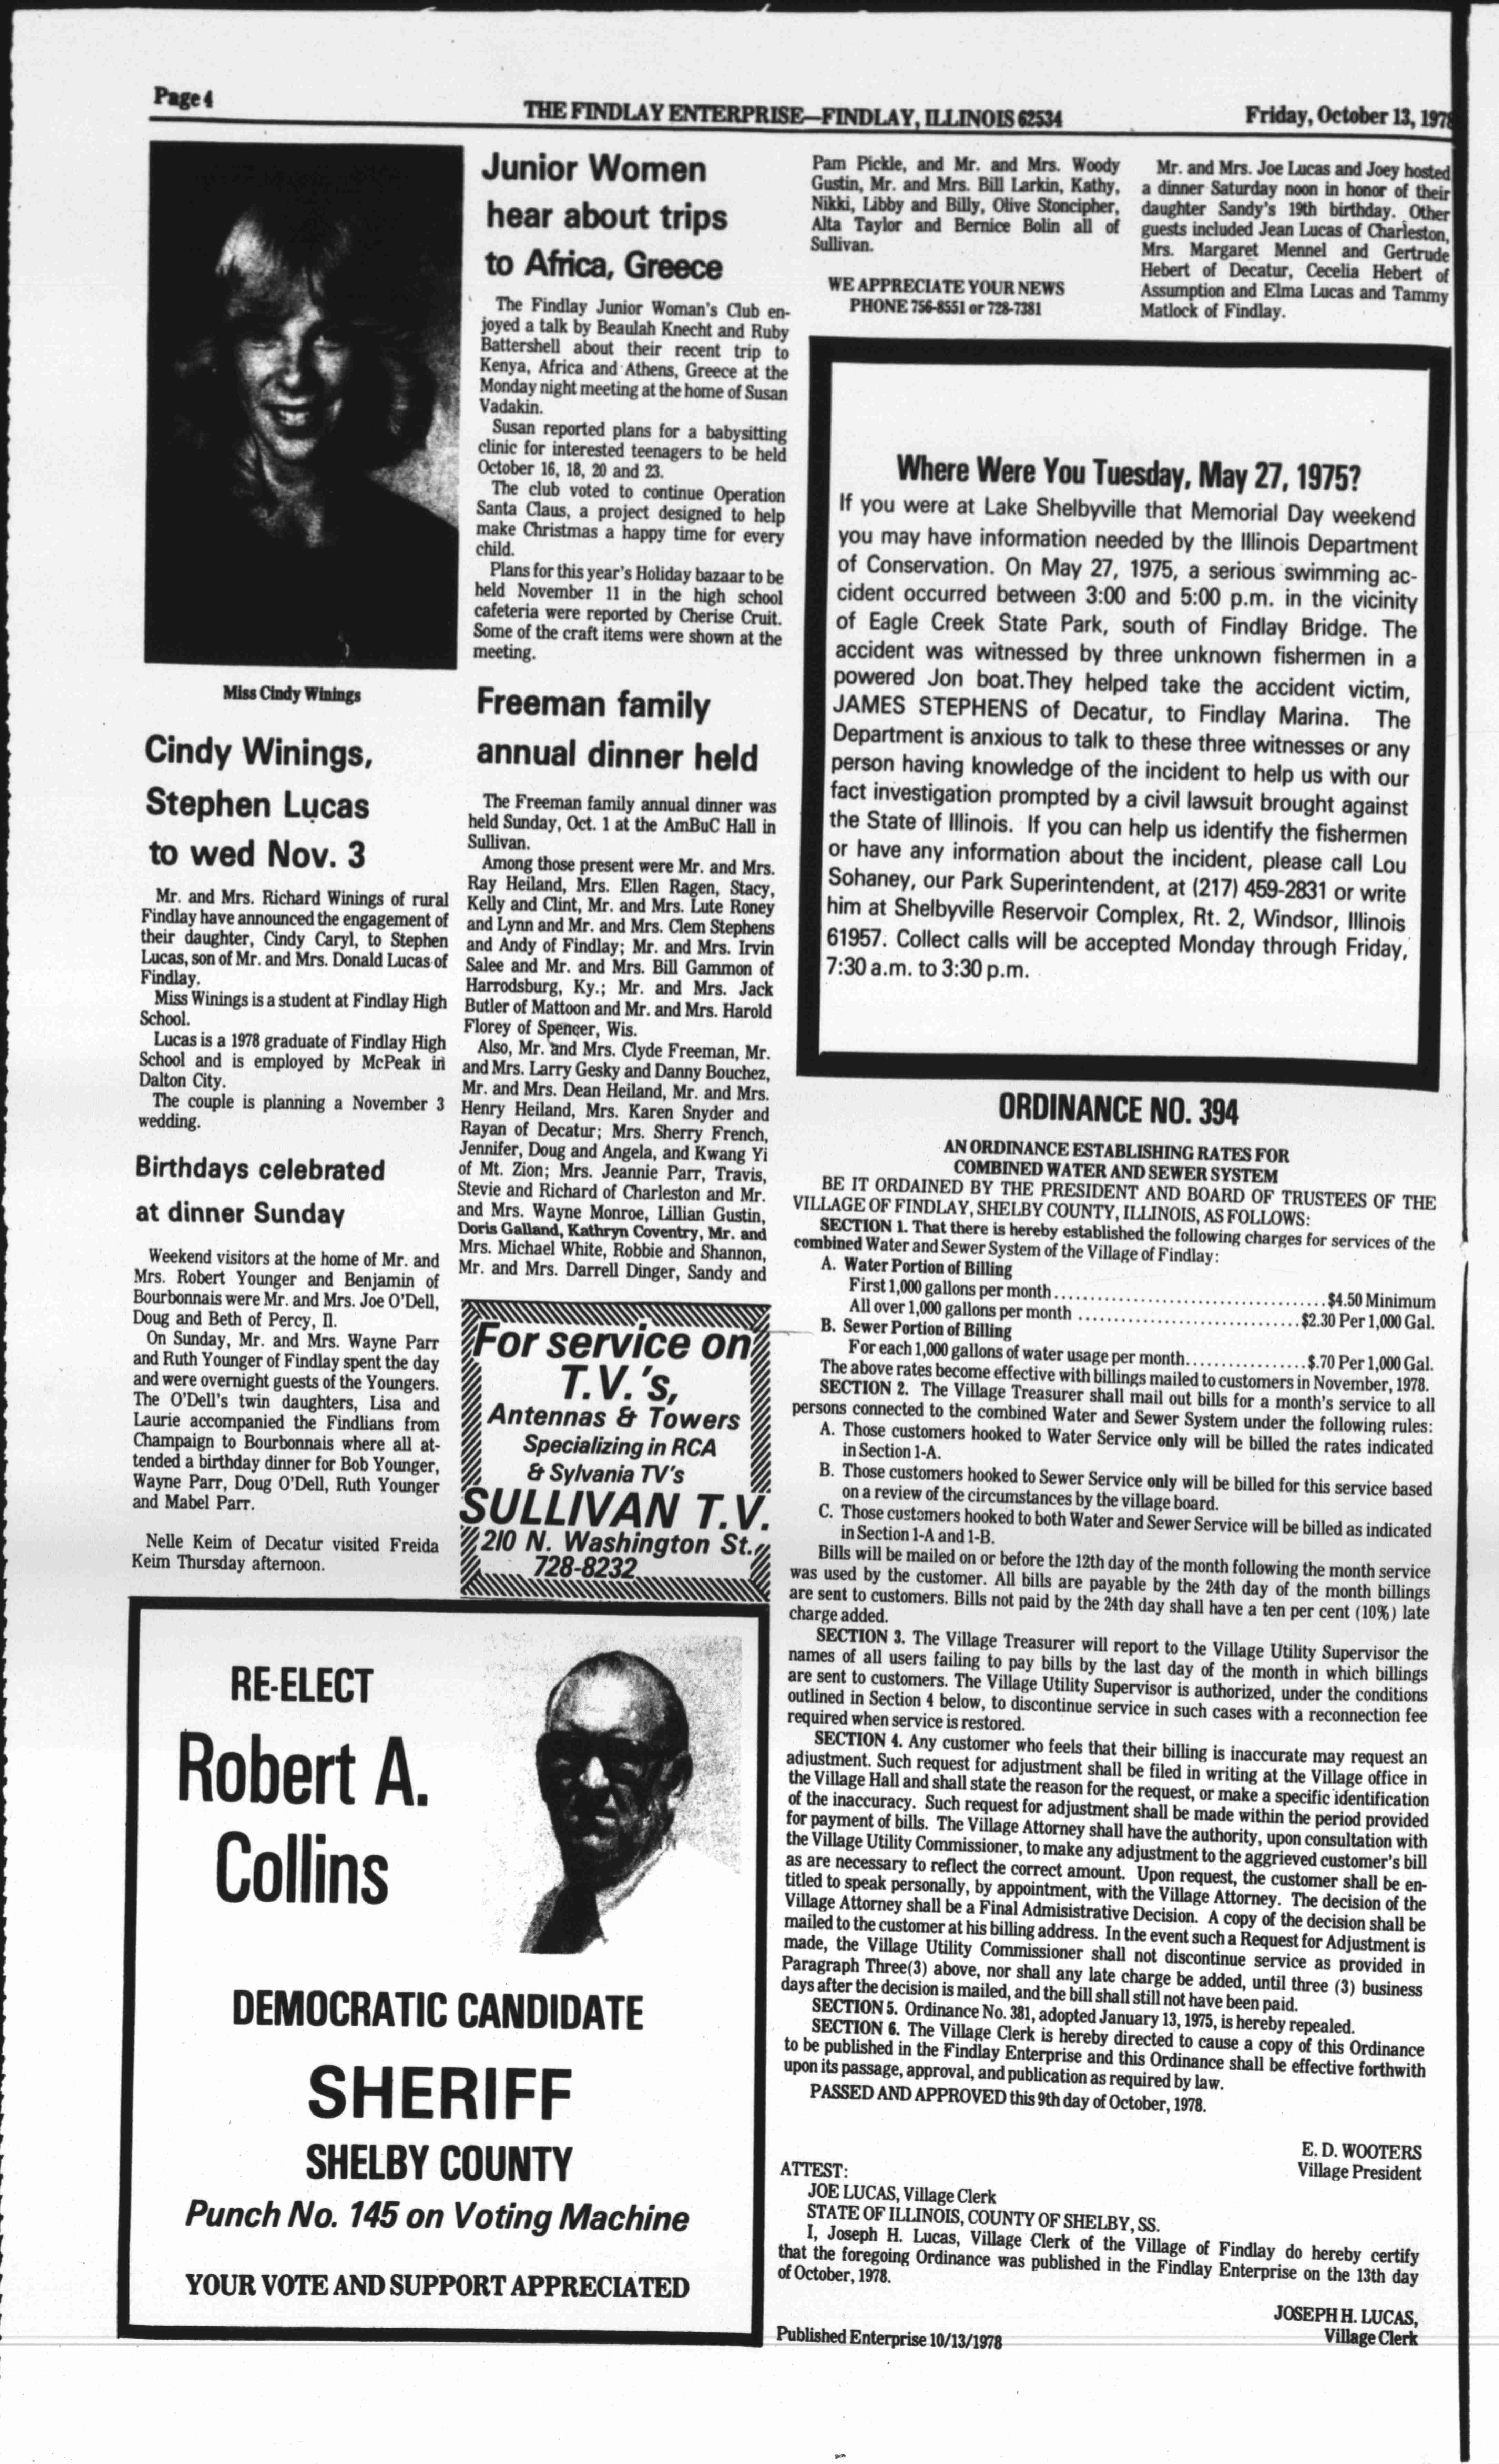 Page 4
THE FINDLAY ENTERPRISE—FINDLAY, ILLINOIS 62534
Friday, October 13, 1978
Miss Cindy Winings
Cindy Winings,
Stephen Lucas
to wed Nov. 3
Mr. and Mrs. Richard Winings of rural
Findlay have announced the engagement of
their daughter, Cindy Caryl, to Stephen
Lucas, son of Mr. and Mrs. Donald Lucas of
Findlay.
Miss Winings is a student at Findlay High
School.
Lucas is a 1978 graduate of Findlay High
School and is employed by McPeak in
Dalton City.
The couple is planning a November 3
wedding.
Birthdays celebrated
at dinner Sunday
Weekend visitors at the home of Mr. and
Mrs. Robert Younger and Benjamin of
Bourbonnais were Mr. and Mrs. Joe O'Dell,
Doug and Beth of Percy, Il.
On Sunday, Mr. and Mrs. Wayne Parr
and Ruth Younger of Findlay spent the day
and were overnight guests of the Youngers.
The O'Dell's twin daughters, Lisa and
Laurie accompanied the Findlians from
Champaign to Bourbonnais where all at-
tended a birthday dinner for Bob Younger,
Wayne Parr, Doug O'Dell, Ruth Younger
and Mabel Parr.
Nelle Keim of Decatur visited Freida
Keim Thursday afternoon.
Junior Women
hear about trips
to Africa, Greece
The Findlay Junior Woman's Club en-
joyed a talk by Beaulah Knecht and Ruby
Battershell about their recent trip to
Kenya, Africa and Athens, Greece at the
Monday night meeting at the home of Susan
Vadakin.
Susan reported plans for a babysitting
clinic for interested teenagers to be held
October 16, 18, 20 and 23.
The club voted to continue Operation
Santa Claus, a project designed to help
make Christmas a happy time for every
child.
Plans for this year's Holiday bazaar to be
held November 11 in the high school
cafeteria were reported by Cherise Cruit.
Some of the craft items were shown at the
meeting.
Freeman family
annual dinner held
The Freeman family annual dinner was
held Sunday, Oct. 1 at the AmBuC Hall in
Sullivan.
Among those present were Mr. and Mrs.
Ray Heiland, Mrs. Ellen Ragen, Stacy,
Kelly and Clint, Mr. and Mrs. Lute Roney
and Lynn and Mr. and Mrs. Clem Stephens
and Andy of Findlay; Mr. and Mrs. Irvin
Salee and Mr. and Mrs. Bill Gammon of
Harrodsburg, Ky.; Mr. and Mrs. Jack
Butler of Mattoon and Mr. and Mrs. Harold
Florey of Spencer, Wis.
Also, Mr. and Mrs. Clyde Freeman, Mr.
and Mrs. Larry Gesky and Danny Bouchez,
Mr. and Mrs. Dean Heiland, Mr. and Mrs.
Henry Heiland, Mrs. Karen Snyder and
Rayan of Decatur; Mrs. Sherry French,
Jennifer, Doug and Angela, and Kwang Yi
of Mt. Zion; Mrs. Jeannie Parr, Travis,
Stevie and Richard of Charleston and Mr.
and Mrs. Wayne Monroe, Lillian Gustin,
Doris Galland, Kathryn Coventry, Mr. and
Mrs. Michael White, Robbie and Shannon,
Mr. and Mrs. Darrell Dinger, Sandy and
Pam Pickle, and Mr. and Mrs. Woody
Gustin, Mr. and Mrs. Bill Larkin, Kathy,
Nikki, Libby and Billy, Olive Stoncipher,
Alta Taylor and Bernice Bolin all of
Sullivan.
WE APPRECIATE YOUR NEWS
PHONE 756-8551 or 728-7381
Mr. and Mrs. Joe Lucas and Joey hosted
a dinner Saturday noon in honor of their
daughter Sandy's 19th birthday. Other
guests included Jean Lucas of Charleston,
Mrs. Margaret Mennel and Gertrude
Hebert of Decatur, Cecelia Hebert of
Assumption and Elma Lucas and Tammy
Matlock of Findlay.
Where Were You Tuesday, May 27, 1975?
If you were at Lake Shelbyville that Memorial Day weekend
you may have information needed by the Illinois Department
of Conservation. On May 27, 1975, a serious swimming ac-
cident occurred between 3:00 and 5:00 p.m. in the vicinity
of Eagle Creek State Park, south of Findlay Bridge. The
accident was witnessed by three unknown fishermen in a
powered Jon boat.They helped take the accident victim,
JAMES STEPHENS of Decatur, to Findlay Marina. The
Department is anxious to talk to these three witnesses or any
person having knowledge of the incident to help us with our
fact investigation prompted by a civil lawsuit brought against
the State of Illinois. If you can help us identify the fishermen
or have any information about the incident, please call Lou
Sohaney, our Park Superintendent, at (217) 459-2831 or write
him at Shelbyville Reservoir Complex, Rt. 2, Windsor, Illinois
61957. Collect calls will be accepted Monday through Friday,
7:30 a.m. to 3:30 p.m.
For service on
T.V.'s,
Antennas & Towers
Specializing in RCA
& Sylvania TV's
SULLIVAN T.V.
210 N. Washington St.
728-8232
RE-ELECT
Robert A.
Collins
DEMOCRATIC CANDIDATE
SHERIFF
SHELBY COUNTY
Punch No. 145 on Voting Machine
YOUR VOTE AND SUPPORT APPRECIATED
ORDINANCE NO. 394
AN ORDINANCE ESTABLISHING RATES FOR
COMBINED WATER AND SEWER SYSTEM
BE IT ORDAINED BY THE PRESIDENT AND BOARD OF TRUSTEES OF THE
VILLAGE OF FINDLAY, SHELBY COUNTY, ILLINOIS, AS FOLLOWS:
SECTION 1. That there is hereby established the following charges for services of the
combined Water and Sewer System of the Village of Findlay:
A. Water Portion of Billing
First 1,000 gallons per month ........ $4.50 Minimum
All over 1,000 gallons per month ........ $2.30 Per 1,000 Gal.
B. Sewer Portion of Billing
For each 1,000 gallons of water usage per month ........ $.70 Per 1,000 Gal.
The above rates become effective with billings mailed to customers in November, 1978.
SECTION 2. The Village Treasurer shall mail out bills for a month's service to all
persons connected to the combined Water and Sewer System under the following rules:
A. Those customers hooked to Water Service only will be billed the rates indicated
in Section 1-A.
B. Those customers hooked to Sewer Service only will be billed for this service based
on a review of the circumstances by the village board.
C. Those customers hooked to both Water and Sewer Service will be billed as indicated
in Section 1-A and 1-B.
Bills will be mailed on or before the 12th day of the month following the month service
was used by the customer. All bills are payable by the 24th day of the month billings
are sent to customers. Bills not paid by the 24th day shall have a ten per cent (10%) late
charge added.
SECTION 3. The Village Treasurer will report to the Village Utility Supervisor the
names of all users failing to pay bills by the last day of the month in which billings
are sent to customers. The Village Utility Supervisor is authorized, under the conditions
outlined in Section 4 below, to discontinue service in such cases with a reconnection fee
required when service is restored.
SECTION 4. Any customer who feels that their billing is inaccurate may request an
adjustment. Such request for adjustment shall be filed in writing at the Village office in
the Village Hall and shall state the reason for the request, or make a specific identification
of the inaccuracy. Such request for adjustment shall be made within the period provided
for payment of bills. The Village Attorney shall have the authority, upon consultation with
the Village Utility Commissioner, to make any adjustment to the aggrieved customer's bill
as are necessary to reflect the correct amount. Upon request, the customer shall be en-
titled to speak personally, by appointment, with the Village Attorney. The decision of the
Village Attorney shall be a Final Admisistrative Decision. A copy of the decision shall be
mailed to the customer at his billing address. In the event such a Request for Adjustment is
made, the Village Utility Commissioner shall not discontinue service as provided in
Paragraph Three(3) above, nor shall any late charge be added, until three (3) business
days after the decision is mailed, and the bill shall still not have been paid.
SECTION 5. Ordinance No. 381, adopted January 13, 1975, is hereby repealed.
SECTION 6. The Village Clerk is hereby directed to cause a copy of this Ordinance
to be published in the Findlay Enterprise and this Ordinance shall be effective forthwith
upon its passage, approval, and publication as required by law.
PASSED AND APPROVED this 9th day of October, 1978.
E. D. WOOTERS
Village President
ATTEST:
JOE LUCAS, Village Clerk
STATE OF ILLINOIS, COUNTY OF SHELBY, SS.
I, Joseph H. Lucas, Village Clerk of the Village of Findlay do hereby certify
that the foregoing Ordinance was published in the Findlay Enterprise on the 13th day
of October, 1978.
JOSEPH H. LUCAS,
Village Clerk
Published Enterprise 10/13/1978